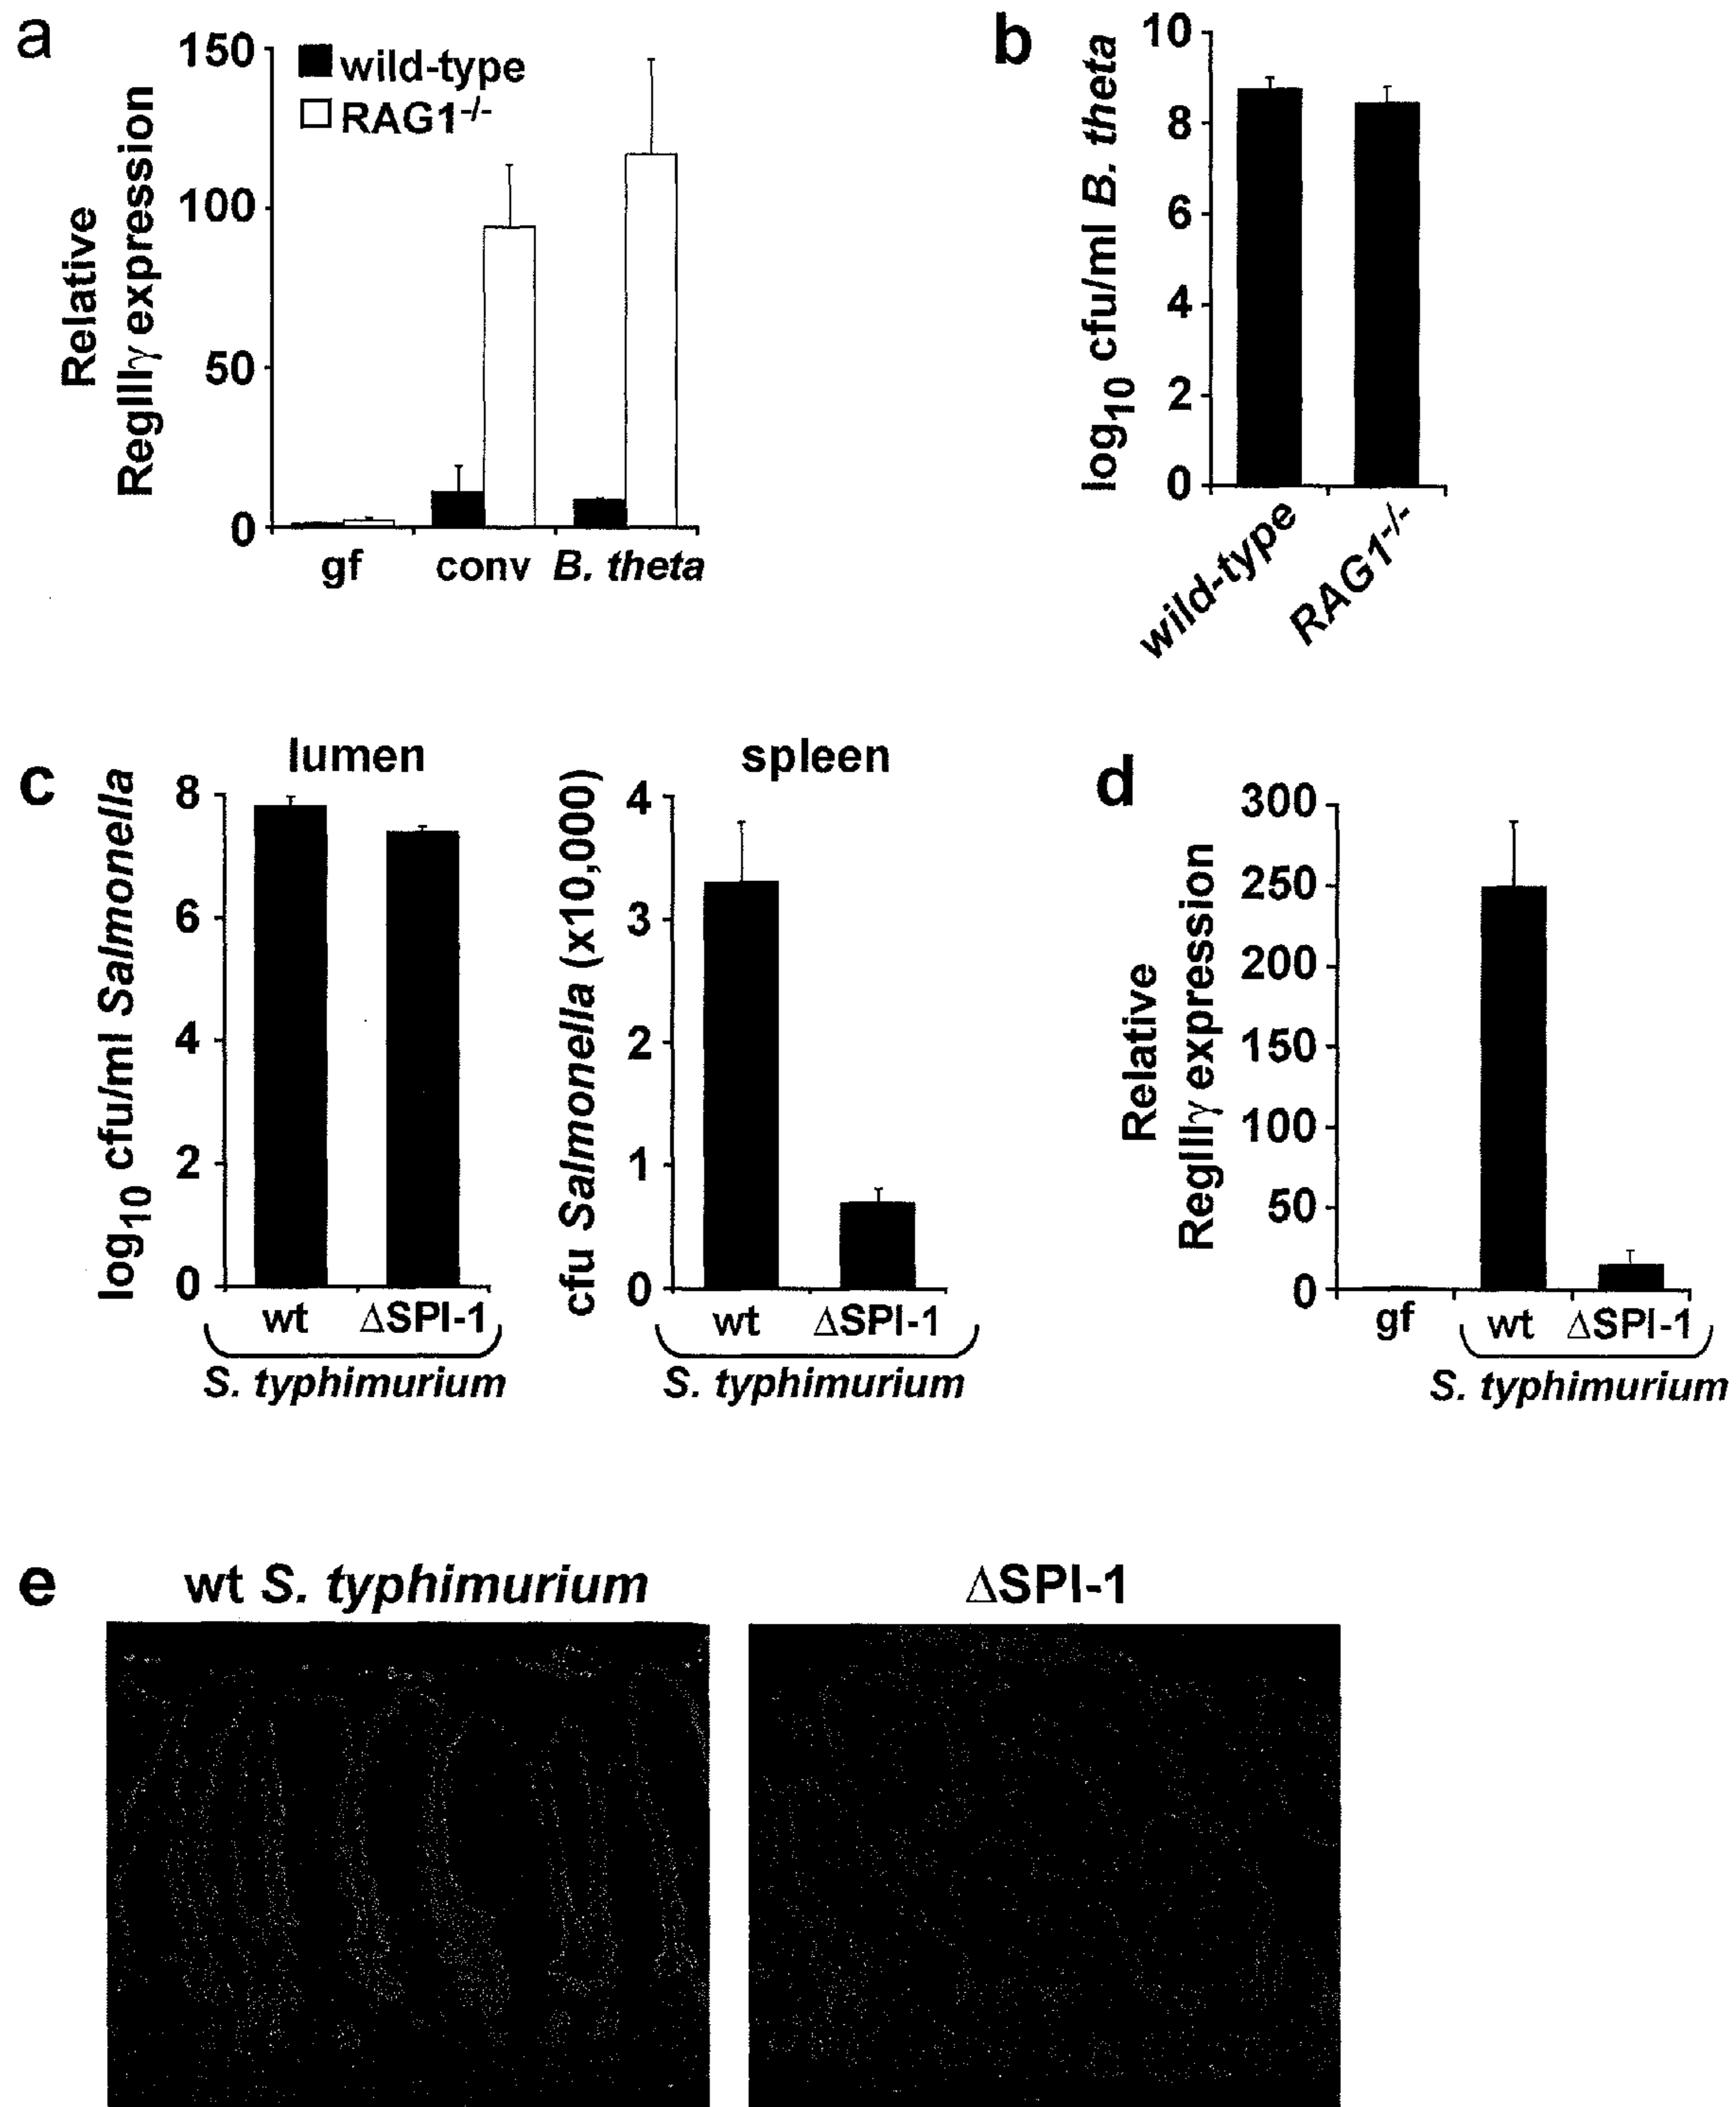 a
150
100
50
0
Relative
RegIIIγ expression
wild-type
RAG1-/-
gf conv B. theta
b
10
8
6
4
2
0
log10 cfu/ml B. theta
wild-type
RAG1-/-
c
lumen
8
6
4
2
0
log10 cfu/ml Salmonella
wt ΔSPI-1
S. typhimurium
spleen
4
3
2
1
0
cfu Salmonella (x10,000)
wt ΔSPI-1
S. typhimurium
d
300
250
200
150
100
50
0
Relative
RegIIIγ expression
gf wt ΔSPI-1
S. typhimurium
e
wt S. typhimurium
ΔSPI-1